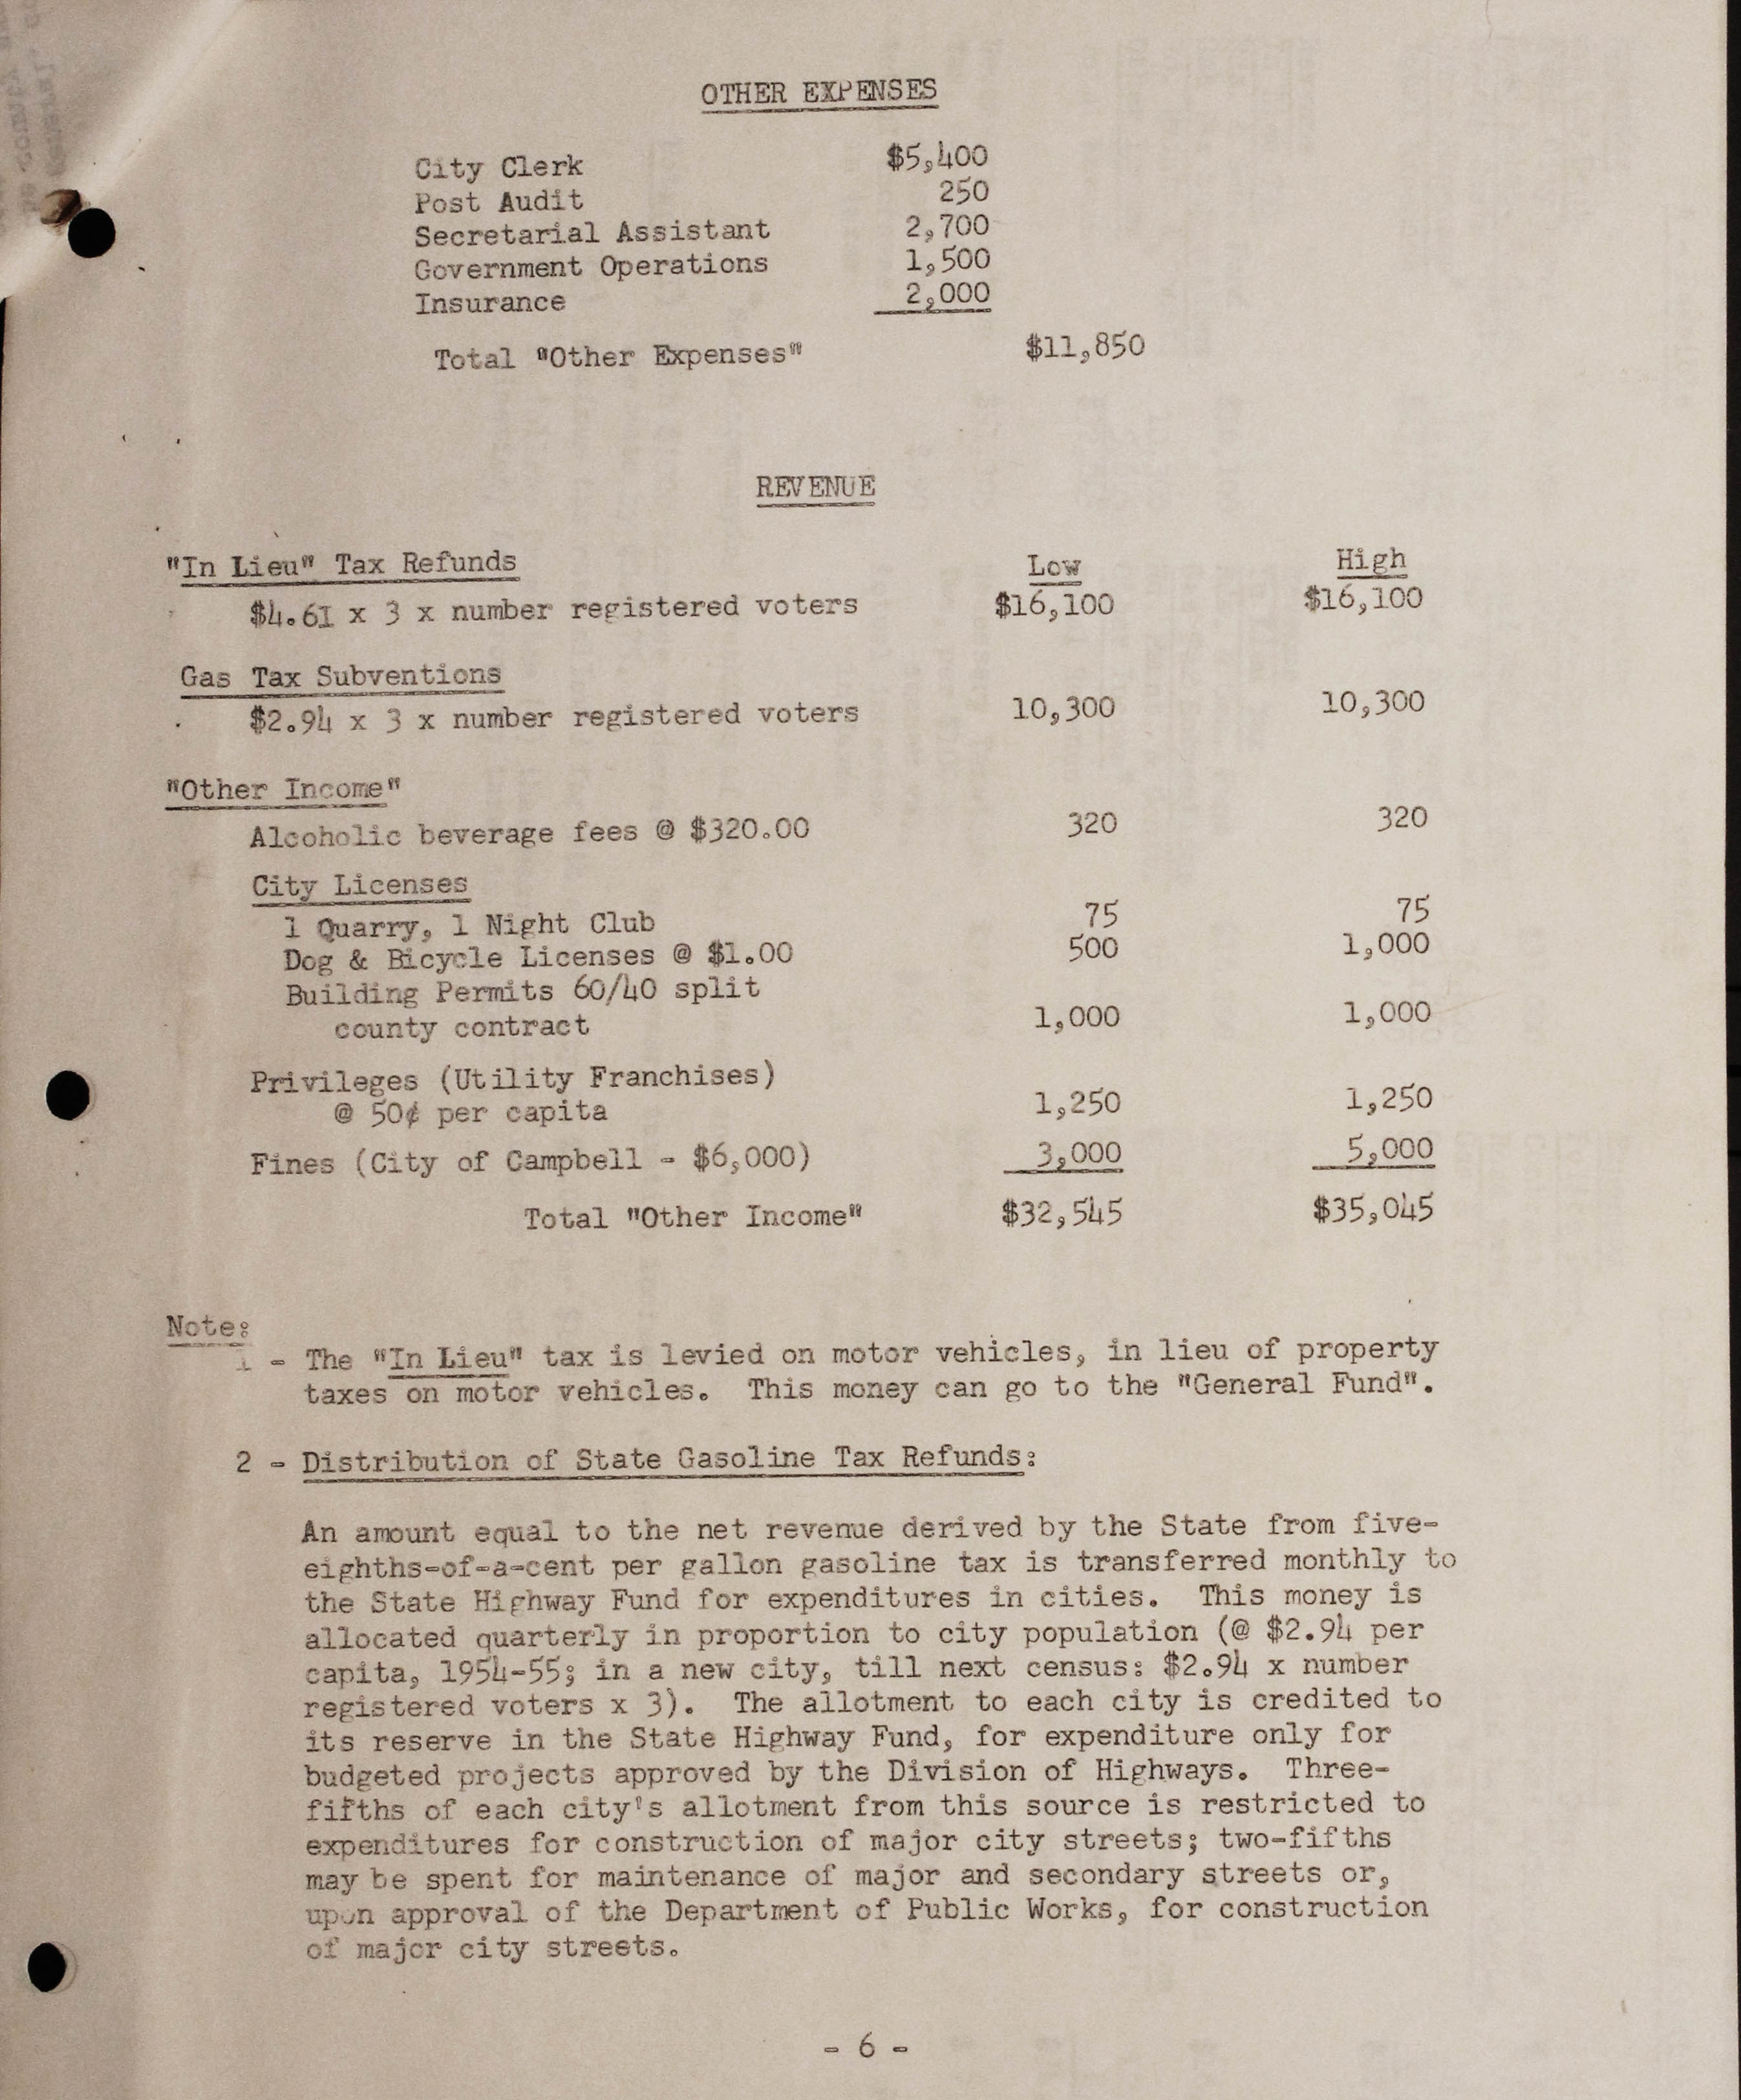 OTHER EXPENSES
City Clerk $5,400
Post Audit 250
Secretarial Assistant 2,700
Government Operations 1,500
Insurance 2,000
Total "Other Expenses" $11,850
REVENUE
"In Lieu" Tax Refunds Low High
$4.61 x 3 x number registered voters $16,100 $16,100
Gas Tax Subventions
$2.94 x 3 x number registered voters 10,300 10,300
"Other Income"
Alcoholic beverage fees @ $320.00 320 320
City Licenses
1 Quarry, 1 Night Club 75 75
Dog & Bicycle Licenses @ $1.00 500 1,000
Building Permits 60/40 split
county contract 1,000 1,000
Privileges (Utility Franchises)
@ 50¢ per capita 1,250 1,250
Fines (City of Campbell - $6,000) 3,000 5,000
Total "Other Income" $32,545 $35,045
Note:
1 - The "In Lieu" tax is levied on motor vehicles, in lieu of property
taxes on motor vehicles. This money can go to the "General Fund".
2 - Distribution of State Gasoline Tax Refunds:
An amount equal to the net revenue derived by the State from five-
eighths-of-a-cent per gallon gasoline tax is transferred monthly to
the State Highway Fund for expenditures in cities. This money is
allocated quarterly in proportion to city population (@ $2.94 per
capita, 1954-55; in a new city, till next census: $2.94 x number
registered voters x 3). The allotment to each city is credited to
its reserve in the State Highway Fund, for expenditure only for
budgeted projects approved by the Division of Highways. Three-
fifths of each city's allotment from this source is restricted to
expenditures for construction of major city streets; two-fifths
may be spent for maintenance of major and secondary streets or,
upon approval of the Department of Public Works, for construction
of major city streets.
- 6 -